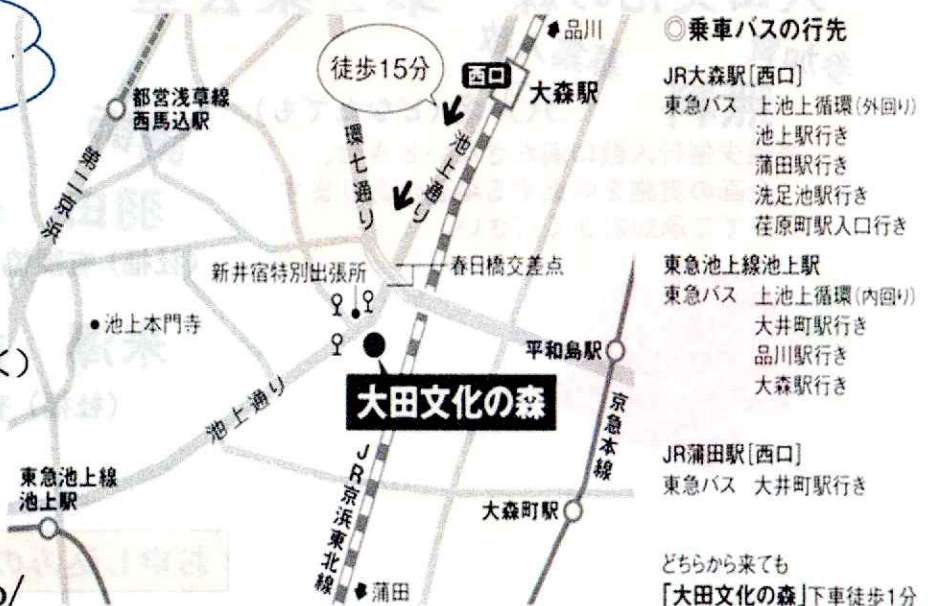 品川
徒歩15分
西口
大森駅
都営浅草線
西馬込駅
環七通り
池上通り
第二京浜
新井宿特別出張所
春日橋交差点
池上本門寺
平和島駅
大田文化の森
池上通り
京急本線
東急池上線
池上駅
JR京浜東北線
大森町駅
蒲田
◎乗車バスの行先
JR大森駅[西口]
東急バス 上池上循環(外回り)
池上駅行き
蒲田駅行き
洗足池駅行き
荏原町駅入口行き
東急池上線池上駅
東急バス 上池上循環(内回り)
大井町駅行き
品川駅行き
大森駅行き
JR蒲田駅[西口]
東急バス 大井町駅行き
どちらから来ても
「大田文化の森」下車徒歩1分